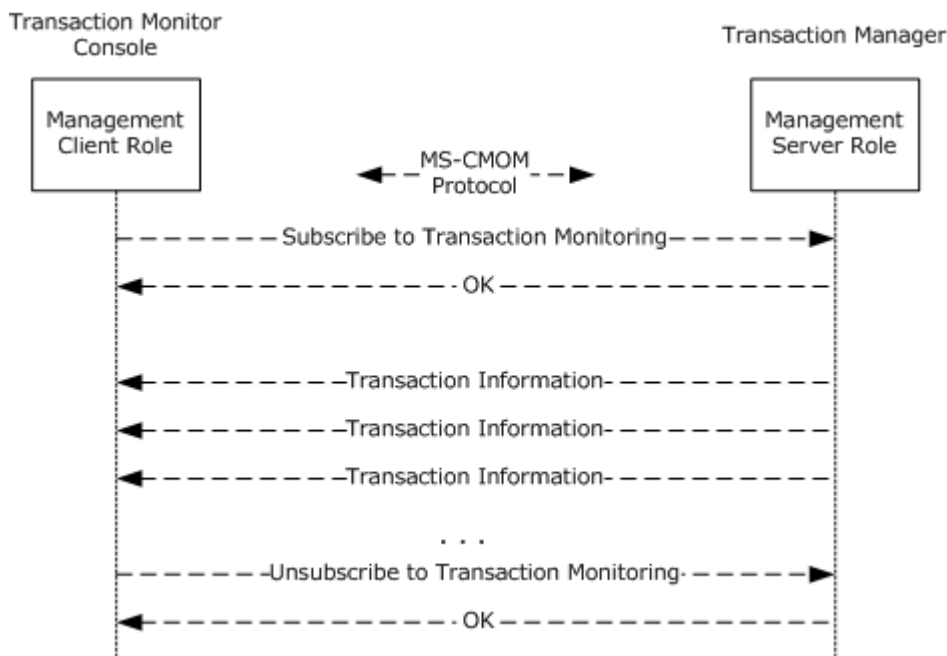 Transaction Monitor
Console
Transaction Manager
Management
Client Role
Management
Server Role
MS-CMOM
Protocol
Subscribe to Transaction Monitoring
OK
Transaction Information
Transaction Information
Transaction Information
. . .
Unsubscribe to Transaction Monitoring
OK